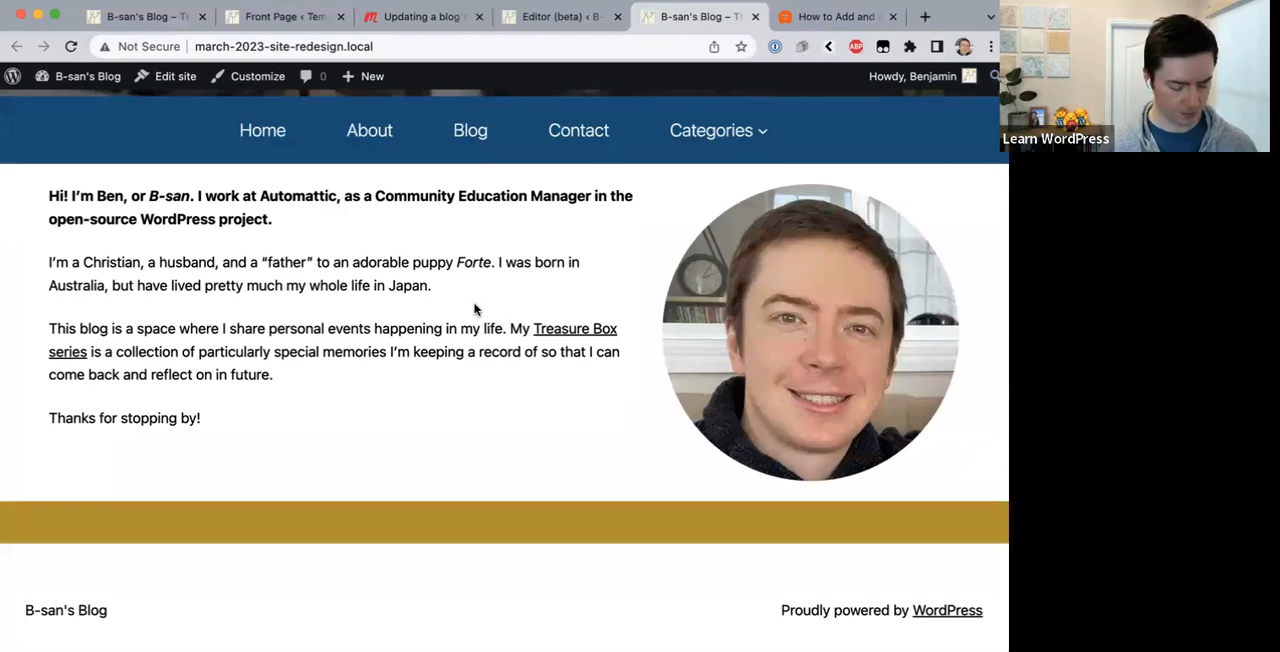 B-san's Blog – Ti
Front Page ‹ Tem
Updating a blog'
Editor (beta) ‹ B-
B-san's Blog – Ti
How to Add and
Not Secure
march-2023-site-redesign.local
ABP
B-san's Blog
Edit site
Customize
0
New
Howdy, Benjamin
Learn WordPress
Home
About
Blog
Contact
Categories
Hi! I'm Ben, or B-san. I work at Automattic, as a Community Education Manager in the
open-source WordPress project.
I'm a Christian, a husband, and a “father” to an adorable puppy Forte. I was born in
Australia, but have lived pretty much my whole life in Japan.
This blog is a space where I share personal events happening in my life. My Treasure Box
series is a collection of particularly special memories I'm keeping a record of so that I can
come back and reflect on in future.
Thanks for stopping by!
B-san's Blog
Proudly powered by WordPress